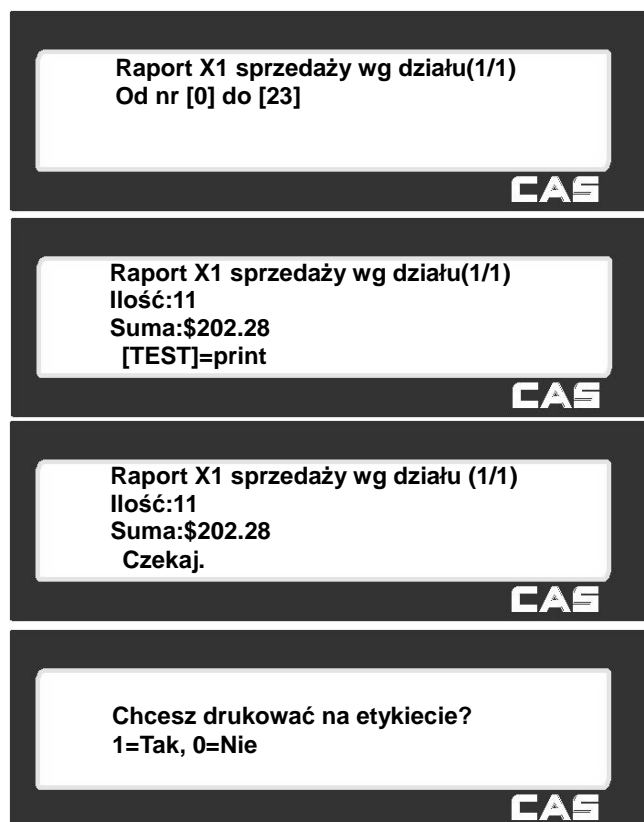 Raport X1 sprzedaży wg działu(1/1)
Od nr [0] do [23]
CAS
Raport X1 sprzedaży wg działu(1/1)
Ilość:11
Suma:$202.28
[TEST]=print
CAS
Raport X1 sprzedaży wg działu (1/1)
Ilość:11
Suma:$202.28
Czekaj.
CAS
Chcesz drukować na etykiecie?
1=Tak, 0=Nie
CAS